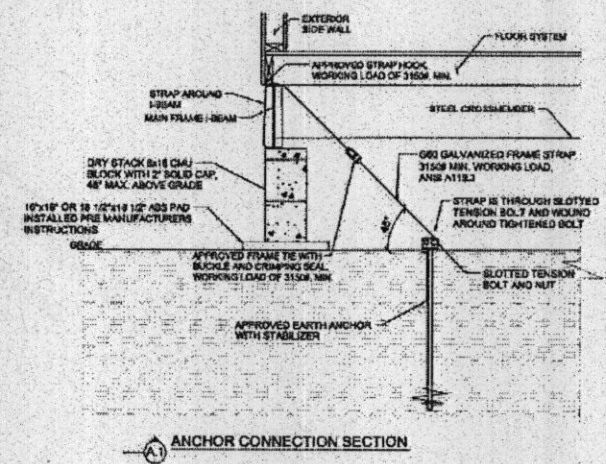 EXTERIOR
SIDE WALL
FLOOR SYSTEM
APPROVED STRAP HOOK,
WORKING LOAD OF 3150#, MIN.
STRAP AROUND
I-BEAM
MAIN FRAME I-BEAM
STEEL CROSSMEMBER
DRY STACK 8x16 CMU
BLOCK WITH 2" SOLID CAP,
48" MAX. ABOVE GRADE
G60 GALVANIZED FRAME STRAP
3150# MIN. WORKING LOAD,
ANSI A119.3
16"x16" OR 18 1/2"x18 1/2" ABS PAD
INSTALLED PRE MANUFACTURERS
INSTRUCTIONS
STRAP IS THROUGH SLOTTED
TENSION BOLT AND WOUND
AROUND TIGHTENED BOLT
45°
GRADE
APPROVED FRAME TIE WITH
BUCKLE AND CRIMPING SEAL,
WORKING LOAD OF 3150#, MIN.
SLOTTED TENSION
BOLT AND NUT
APPROVED EARTH ANCHOR
WITH STABILIZER
A.1 ANCHOR CONNECTION SECTION